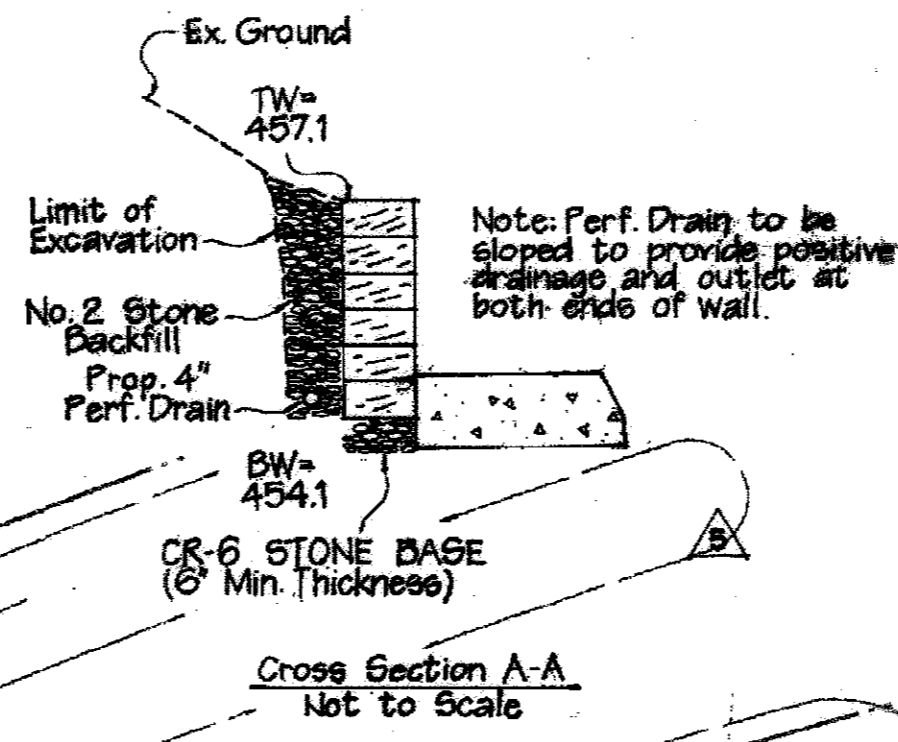 Ex. Ground
TW=
457.1
Limit of
Excavation
Note: Perf. Drain to be
sloped to provide positive
drainage and outlet at
both ends of wall.
No. 2 Stone
Backfill
Prop. 4"
Perf. Drain
BW=
454.1
5
CR-6 STONE BASE
(6" Min. Thickness)
Cross Section A-A
Not to Scale